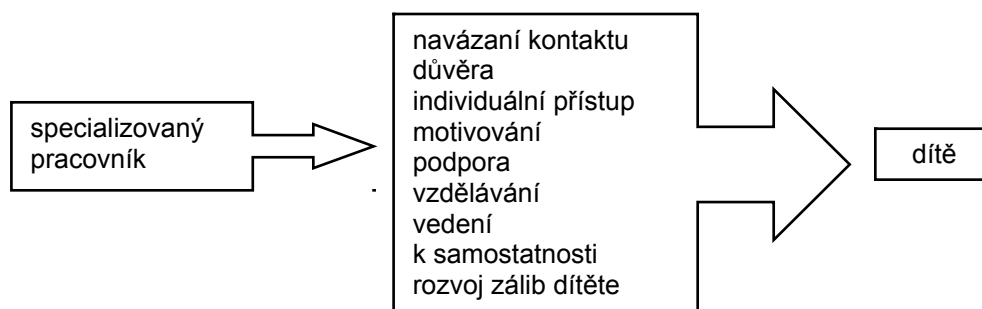 specializovaný
pracovník
navázaní kontaktu
důvěra
individuální přístup
motivování
podpora
vzdělávání
vedení
k samostatnosti
rozvoj zálib dítěte
dítě